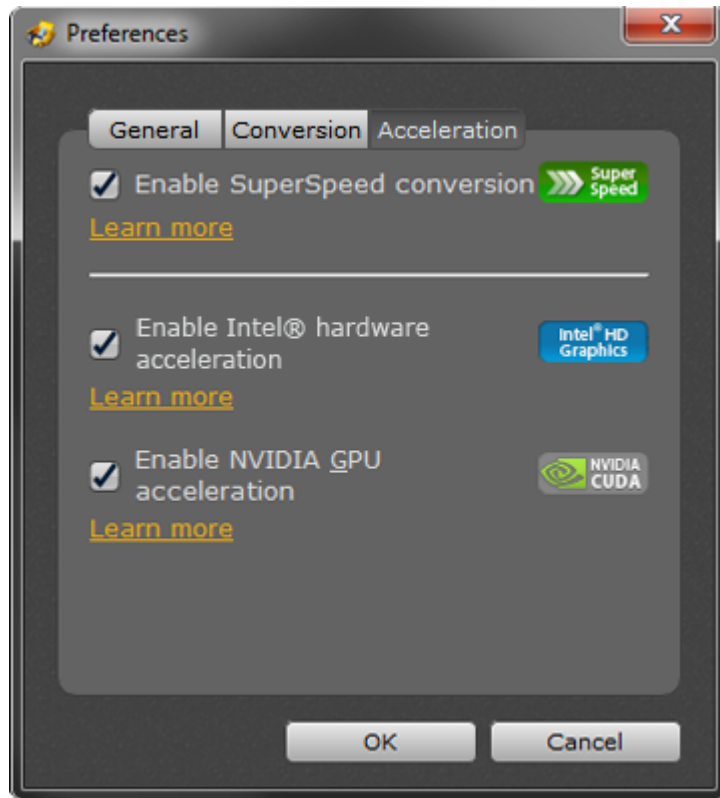 Preferences
General Conversion Acceleration
Enable SuperSpeed conversion
Super
Speed
Learn more
Enable Intel® hardware
acceleration
Intel® HD
Graphics
Learn more
Enable NVIDIA GPU
acceleration
NVIDIA
CUDA
Learn more
OK Cancel